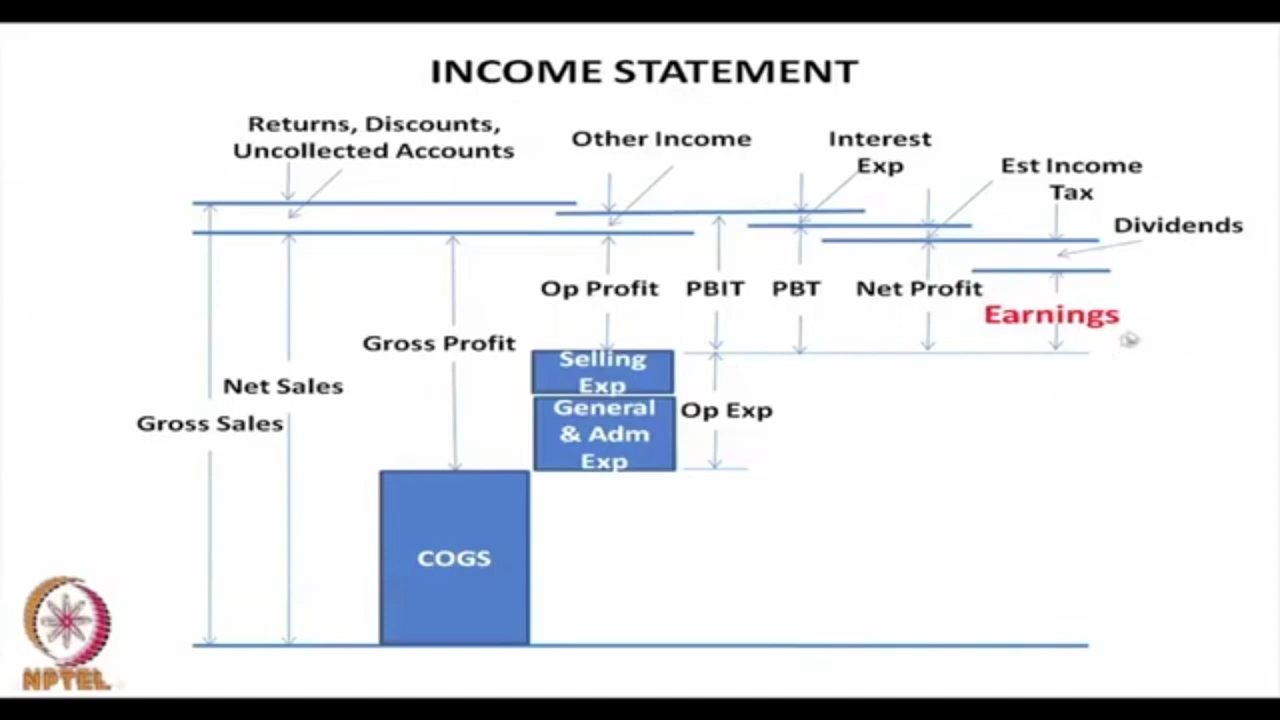 INCOME STATEMENT
Returns, Discounts,
Uncollected Accounts
Other Income
Interest
Exp
Est Income
Tax
Dividends
Op Profit
PBIT
PBT
Net Profit
Earnings
Gross Profit
Selling
Exp
Net Sales
General
& Adm
Exp
Op Exp
Gross Sales
COGS
NPTEL